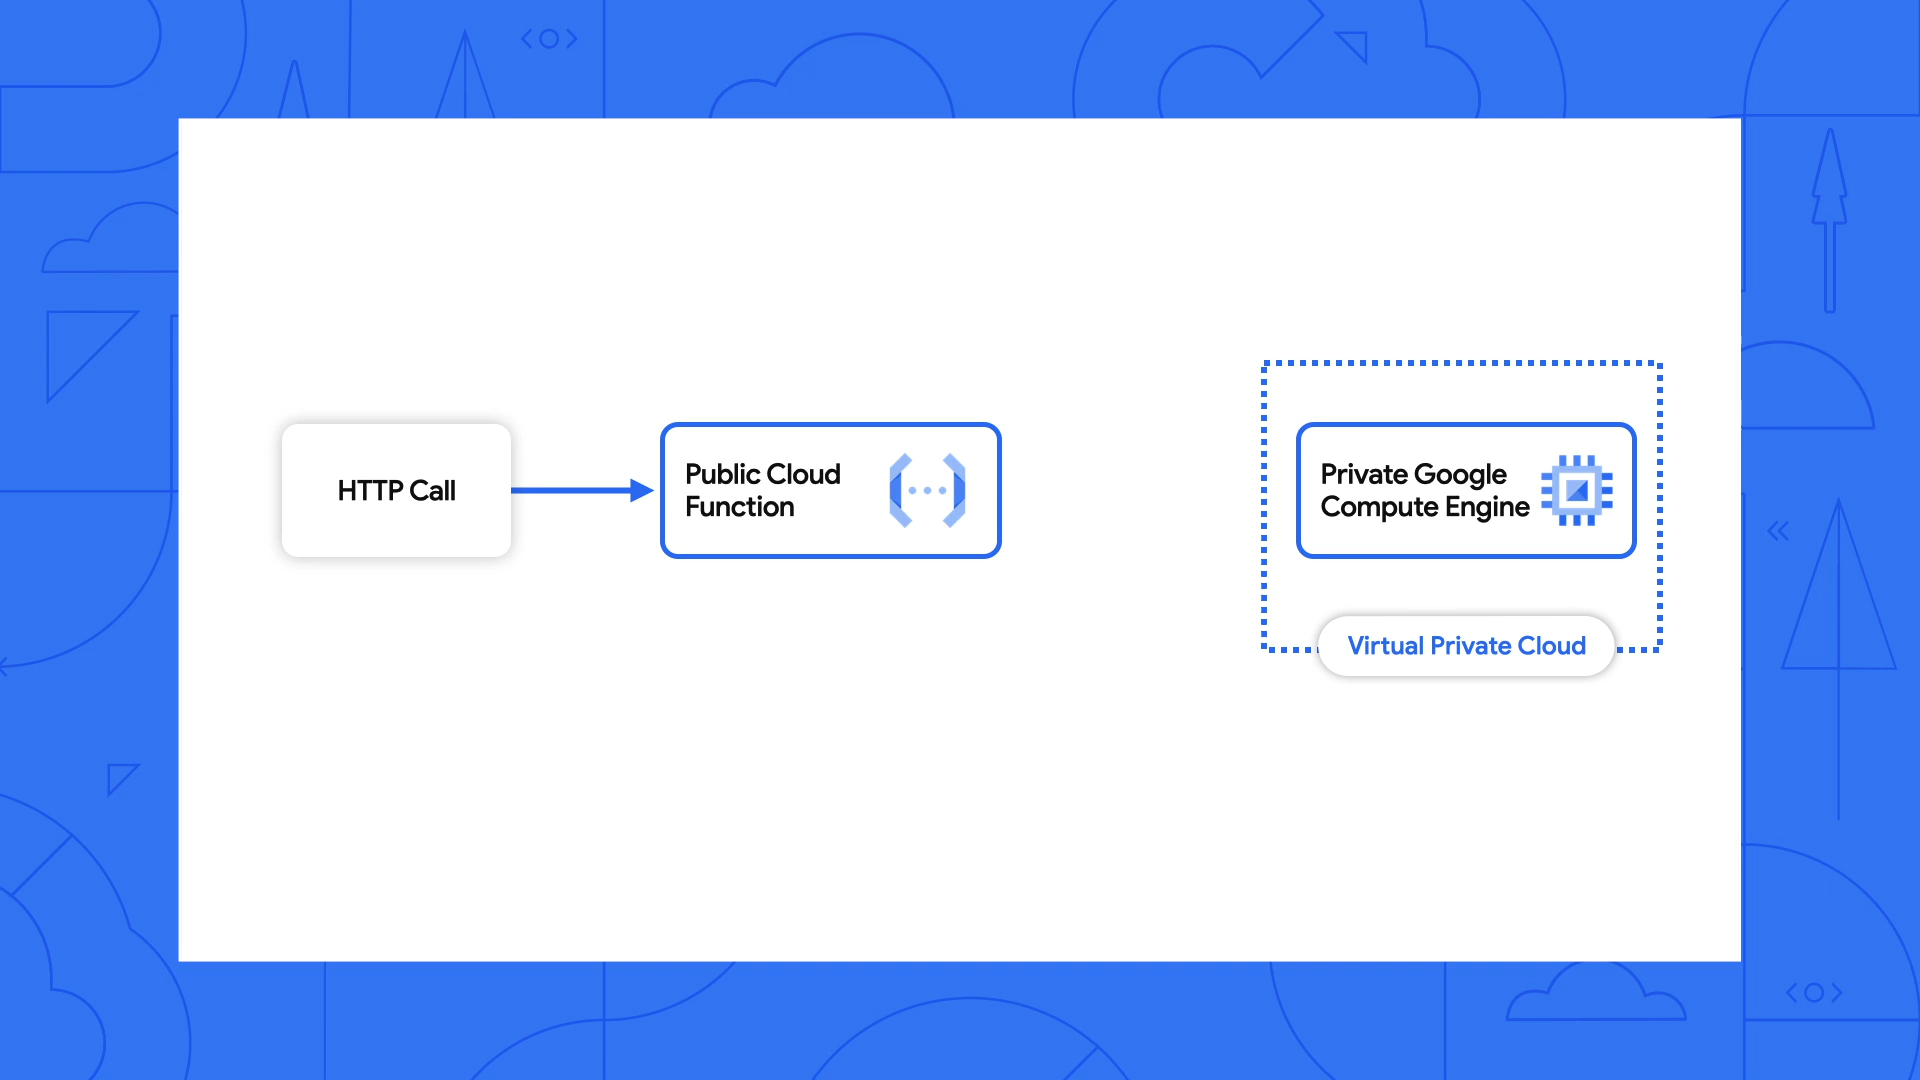 HTTP Call
Public Cloud
Function
Private Google
Compute Engine
Virtual Private Cloud